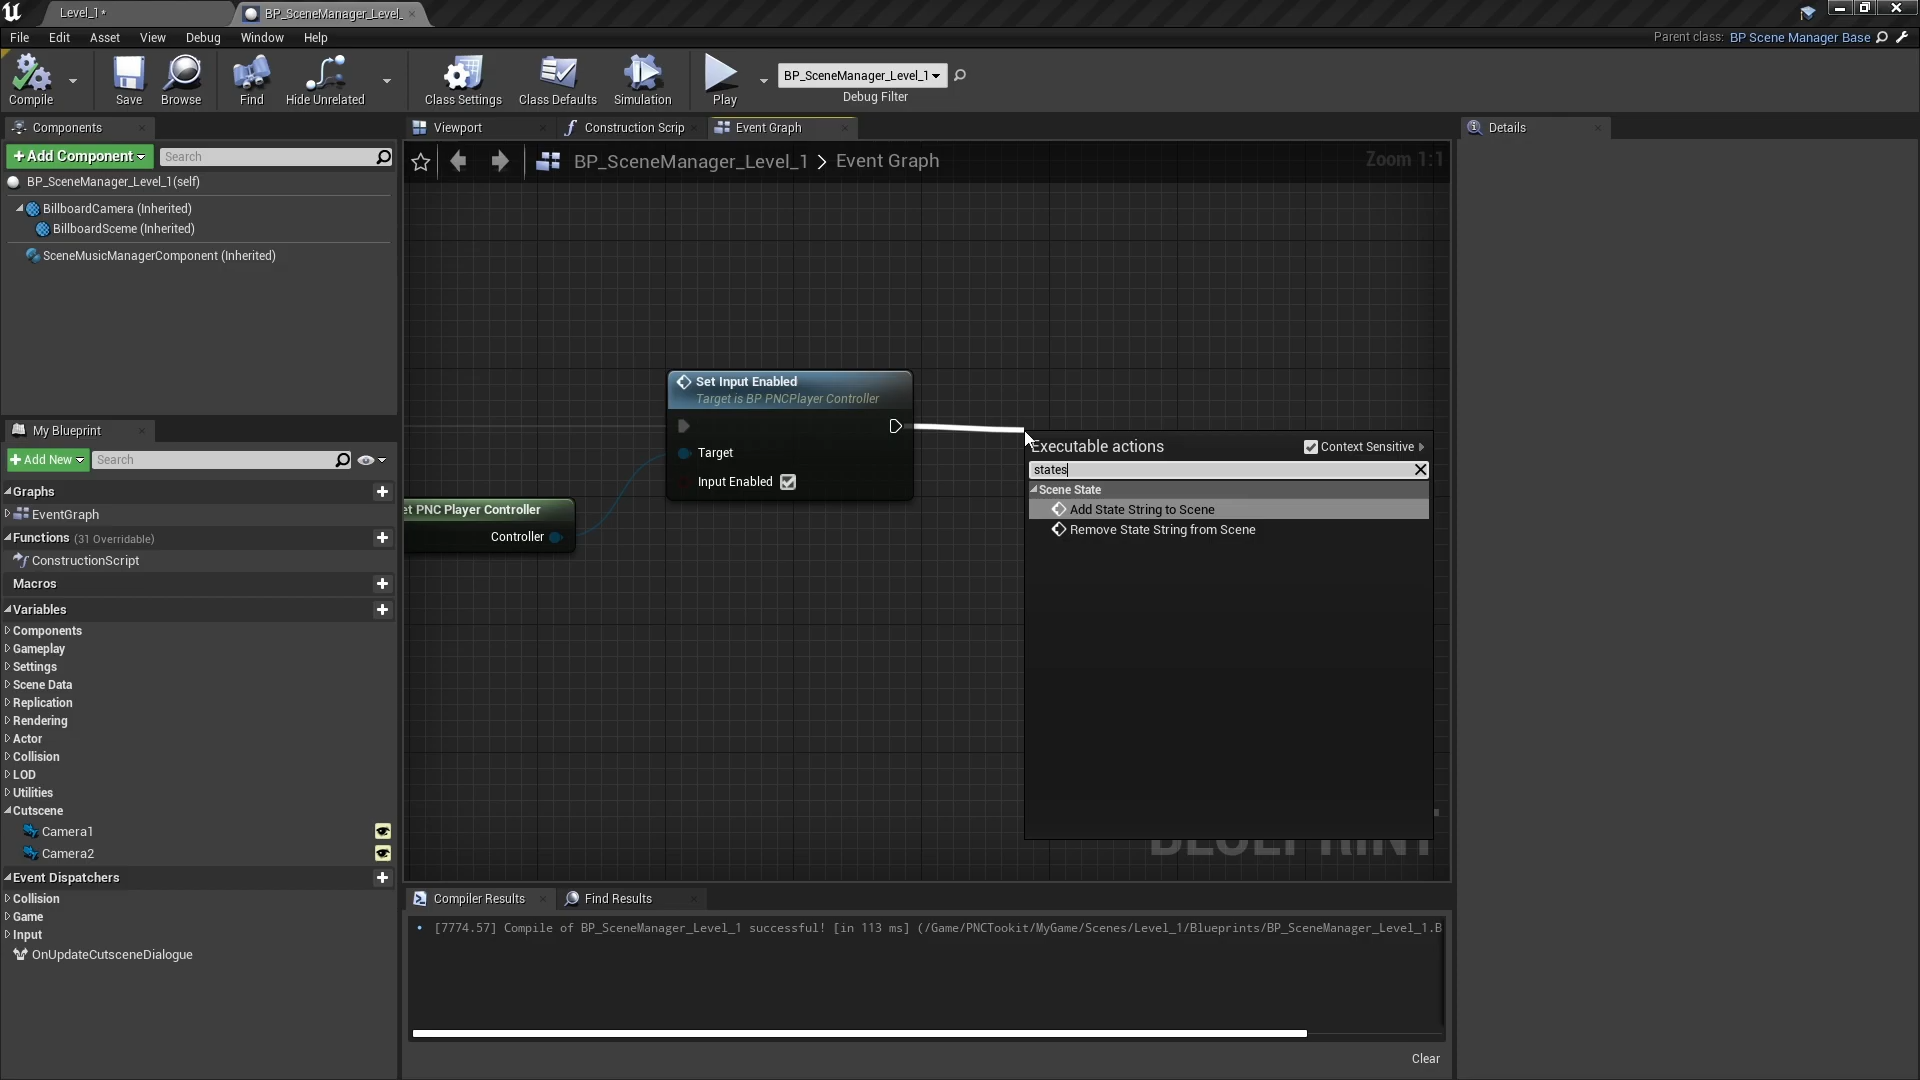 Level_1*
BP_SceneManager_Level_
File Edit Asset View Debug Window Help
Parent class: BP Scene Manager Base
Compile Save Browse Find Hide Unrelated Class Settings Class Defaults Simulation Play
BP_SceneManager_Level_1
Debug Filter
Components
+Add Component
Search
BP_SceneManager_Level_1(self)
BillboardCamera (Inherited)
BillboardSceme (Inherited)
SceneMusicManagerComponent (Inherited)
My Blueprint
+Add New
Search
Graphs
EventGraph
Functions (31 Overridable)
ConstructionScript
Macros
Variables
Components
Gameplay
Settings
Scene Data
Replication
Rendering
Actor
Collision
LOD
Utilities
Cutscene
Camera1
Camera2
Event Dispatchers
Collision
Game
Input
OnUpdateCutsceneDialogue
Viewport
Construction Scrip
Event Graph
BP_SceneManager_Level_1 > Event Graph
Zoom 1:1
Set Input Enabled
Target is BP PNCPlayer Controller
Target
Input Enabled
et PNC Player Controller
Controller
Executable actions
Context Sensitive
states
Scene State
Add State String to Scene
Remove State String from Scene
BLUEPRINT
Compiler Results
Find Results
[7774.57] Compile of BP_SceneManager_Level_1 successful! [in 113 ms] (/Game/PNCTookit/MyGame/Scenes/Level_1/Blueprints/BP_SceneManager_Level_1.B
Clear
Details